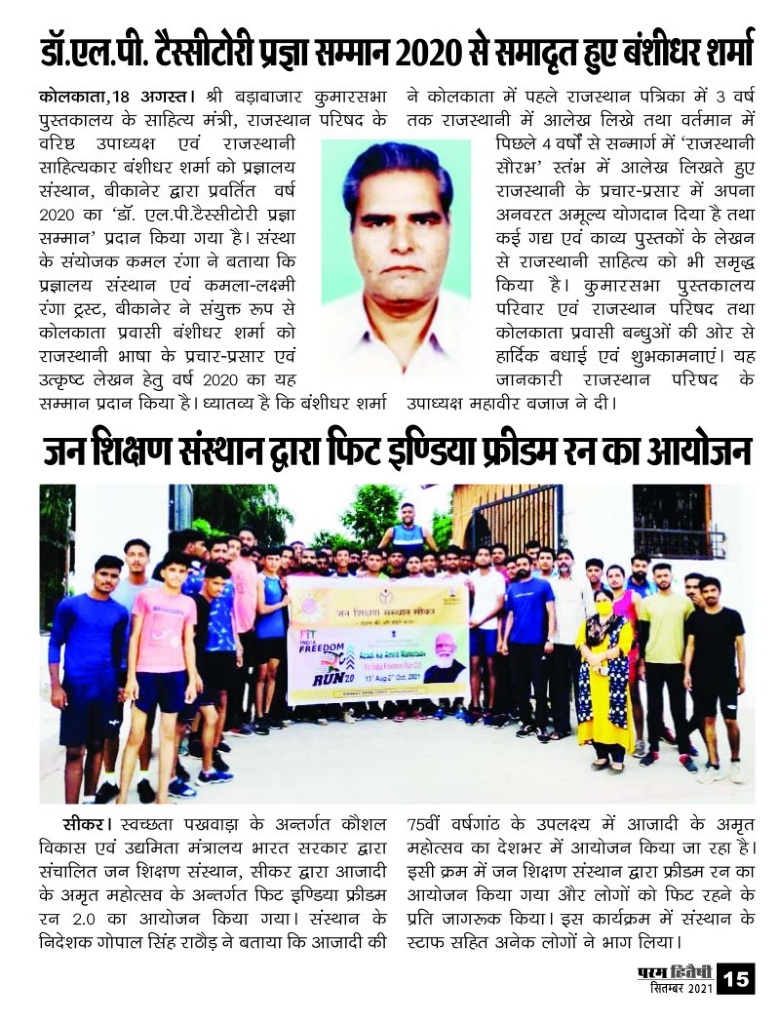 डॉ.एल.पी. टैस्सीटोरी प्रज्ञा सम्मान 2020 से समादृत हुए बंशीधर शर्मा
कोलकाता,18 अगस्त। श्री बड़ाबाजार कुमारसभा
पुस्तकालय के साहित्य मंत्री, राजस्थान परिषद के
वरिष्ठ उपाध्यक्ष एवं राजस्थानी
साहित्यकार बंशीधर शर्मा को प्रज्ञालय
संस्थान, बीकानेर द्वारा प्रवर्तित वर्ष
2020 का ‘डॉ. एल.पी.टैस्सीटोरी प्रज्ञा
सम्मान’ प्रदान किया गया है। संस्था
के संयोजक कमल रंगा ने बताया कि
प्रज्ञालय संस्थान एवं कमला-लक्ष्मी
रंगा ट्रस्ट, बीकानेर ने संयुक्त रूप से
कोलकाता प्रवासी बंशीधर शर्मा को
राजस्थानी भाषा के प्रचार-प्रसार एवं
उत्कृष्ट लेखन हेतु वर्ष 2020 का यह
सम्मान प्रदान किया है। ध्यातव्य है कि बंशीधर शर्मा
ने कोलकाता में पहले राजस्थान पत्रिका में 3 वर्ष
तक राजस्थानी में आलेख लिखे तथा वर्तमान में
पिछले 4 वर्षों से सन्मार्ग में ‘राजस्थानी
सौरभ’ स्तंभ में आलेख लिखते हुए
राजस्थानी के प्रचार-प्रसार में अपना
अनवरत अमूल्य योगदान दिया है तथा
कई गद्य एवं काव्य पुस्तकों के लेखन
से राजस्थानी साहित्य को भी समृद्ध
किया है। कुमारसभा पुस्तकालय
परिवार एवं राजस्थान परिषद तथा
कोलकाता प्रवासी बन्धुओं की ओर से
हार्दिक बधाई एवं शुभकामनाएं। यह
जानकारी राजस्थान परिषद के
उपाध्यक्ष महावीर बजाज ने दी।
जन शिक्षण संस्थान द्वारा फिट इण्डिया फ्रीडम रन का आयोजन
जन शिक्षण संस्थान सीकर
FIT
INDIA
FREEDOM
RUN 2.0
Azadi ka Amrit Mahotsav
Fit India Freedom Run 2.0
13 Aug-2 Oct, 2021
सीकर। स्वच्छता पखवाड़ा के अन्तर्गत कौशल
विकास एवं उद्यमिता मंत्रालय भारत सरकार द्वारा
संचालित जन शिक्षण संस्थान, सीकर द्वारा आजादी
के अमृत महोत्सव के अन्तर्गत फिट इण्डिया फ्रीडम
रन 2.0 का आयोजन किया गया। संस्थान के
निदेशक गोपाल सिंह राठौड़ ने बताया कि आजादी की
75वीं वर्षगांठ के उपलक्ष्य में आजादी के अमृत
महोत्सव का देशभर में आयोजन किया जा रहा है।
इसी क्रम में जन शिक्षण संस्थान द्वारा फ्रीडम रन का
आयोजन किया गया और लोगों को फिट रहने के
प्रति जागरूक किया। इस कार्यक्रम में संस्थान के
स्टाफ सहित अनेक लोगों ने भाग लिया।
परम हितैषी
सितम्बर 2021 15